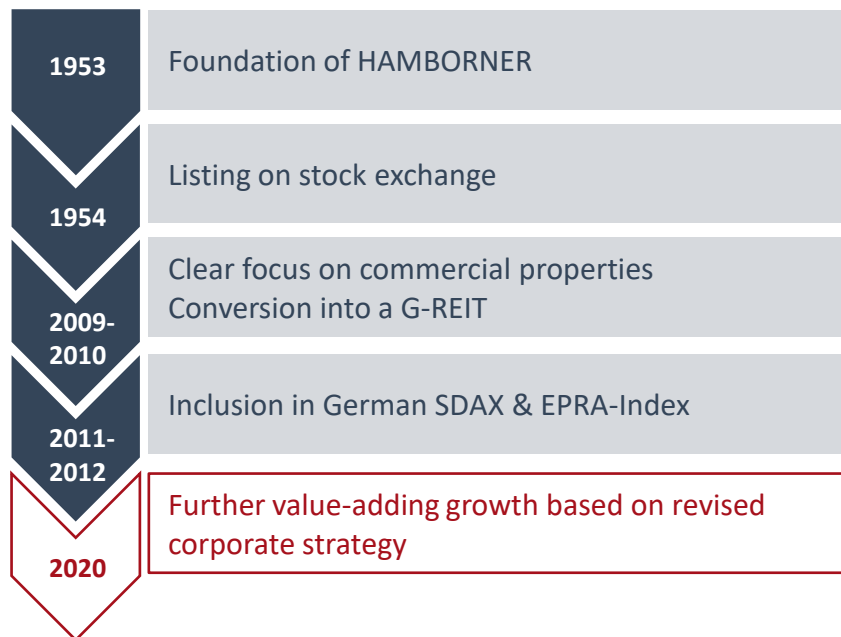 1953
Foundation of HAMBORNER
1954
Listing on stock exchange
2009-
2010
Clear focus on commercial properties
Conversion into a G-REIT
2011-
2012
Inclusion in German SDAX & EPRA-Index
2020
Further value-adding growth based on revised
corporate strategy